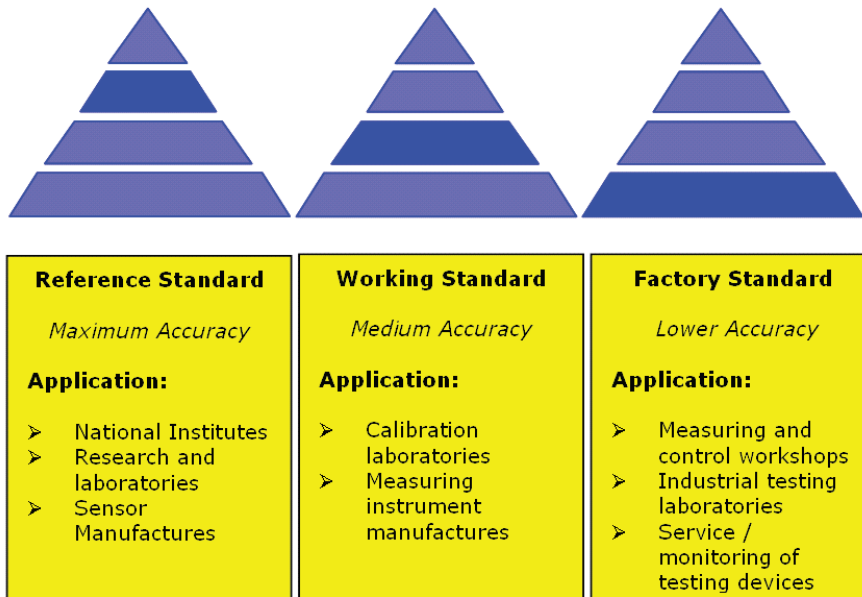 Reference Standard
Maximum Accuracy
Application:
➢ National Institutes
➢ Research and
laboratories
➢ Sensor
Manufactures
Working Standard
Medium Accuracy
Application:
➢ Calibration
laboratories
➢ Measuring
instrument
manufactures
Factory Standard
Lower Accuracy
Application:
➢ Measuring and
control workshops
➢ Industrial testing
laboratories
➢ Service /
monitoring of
testing devices